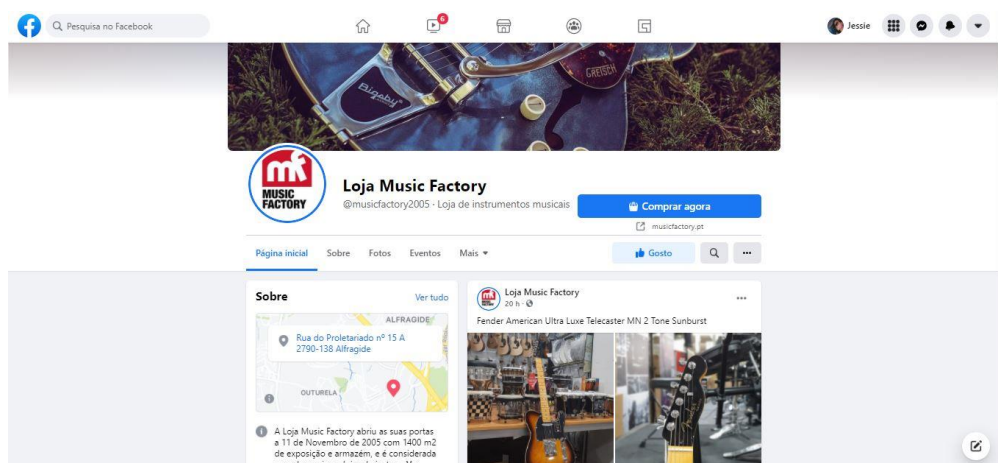 Pesquisa no Facebook
6
Jessie
Bigsby
GRETSCH
mf
MUSIC
FACTORY
Loja Music Factory
@musicfactory2005 · Loja de instrumentos musicais
Comprar agora
musicfactory.pt
Página inicial Sobre Fotos Eventos Mais
Gosto
Sobre
Ver tudo
ALFRAGIDE
Rua do Proletariado nº 15 A
2790-138 Alfragide
OUTURELA
A Loja Music Factory abriu as suas portas
a 11 de Novembro de 2005 com 1400 m2
de exposição e armazém, e é considerada
Loja Music Factory
20 h
Fender American Ultra Luxe Telecaster MN 2 Tone Sunburst